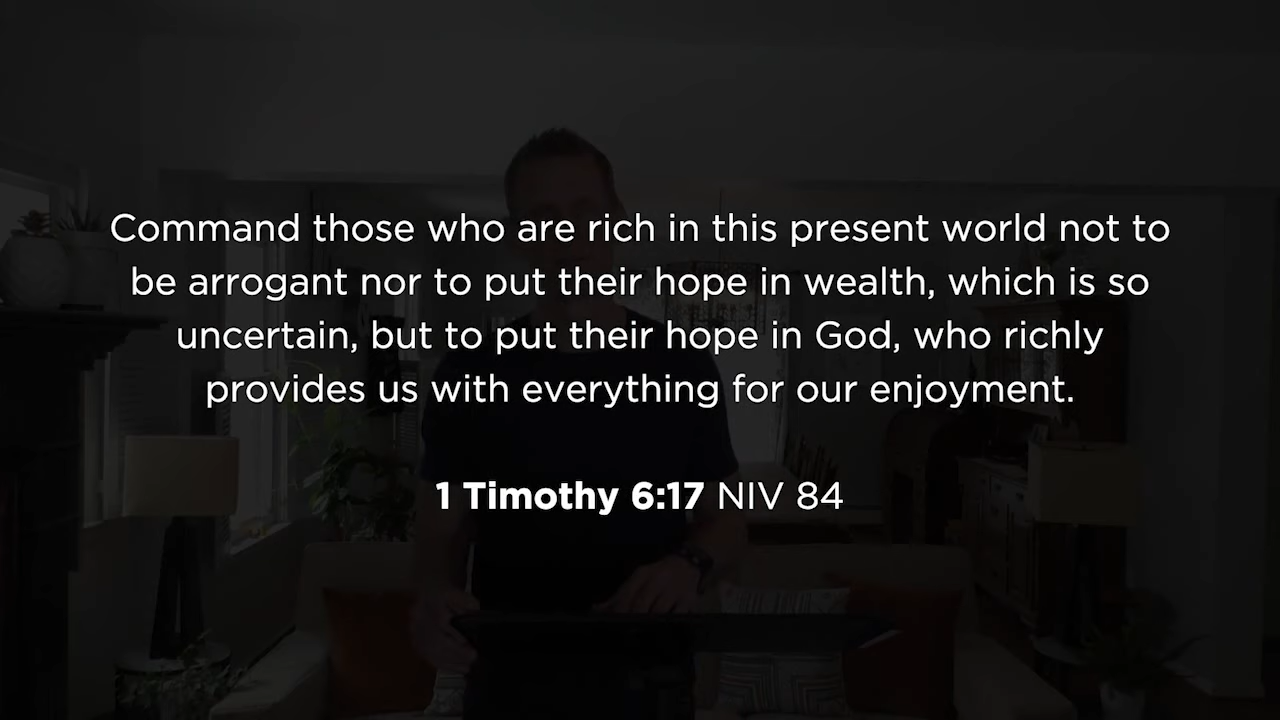 Command those who are rich in this present world not to
be arrogant nor to put their hope in wealth, which is so
uncertain, but to put their hope in God, who richly
provides us with everything for our enjoyment.
1 Timothy 6:17 NIV 84